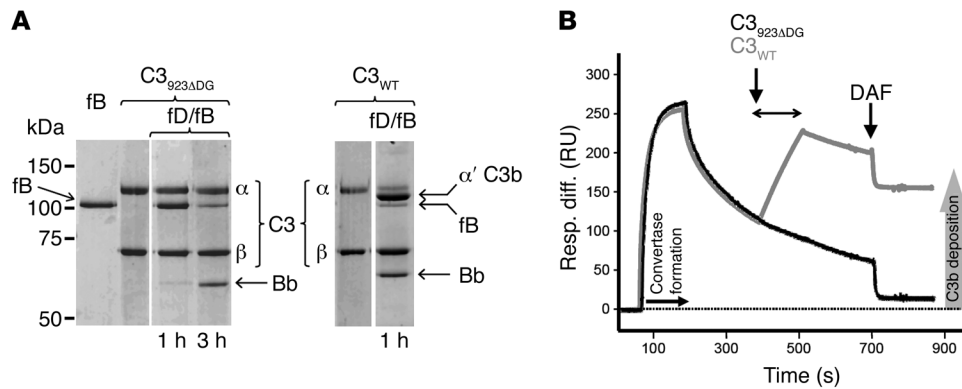 A
C3923ΔDG
C3WT
fB
fD/fB
fD/fB
kDa
150
fB
100
75
50
α
β
C3
Bb
α
β
α′ C3b
fB
Bb
1 h 3 h
1 h
B
C3923ΔDG
C3WT
DAF
Resp. diff. (RU)
300
250
200
150
100
50
0
Convertase
formation
C3b deposition
100 300 500 700 900
Time (s)